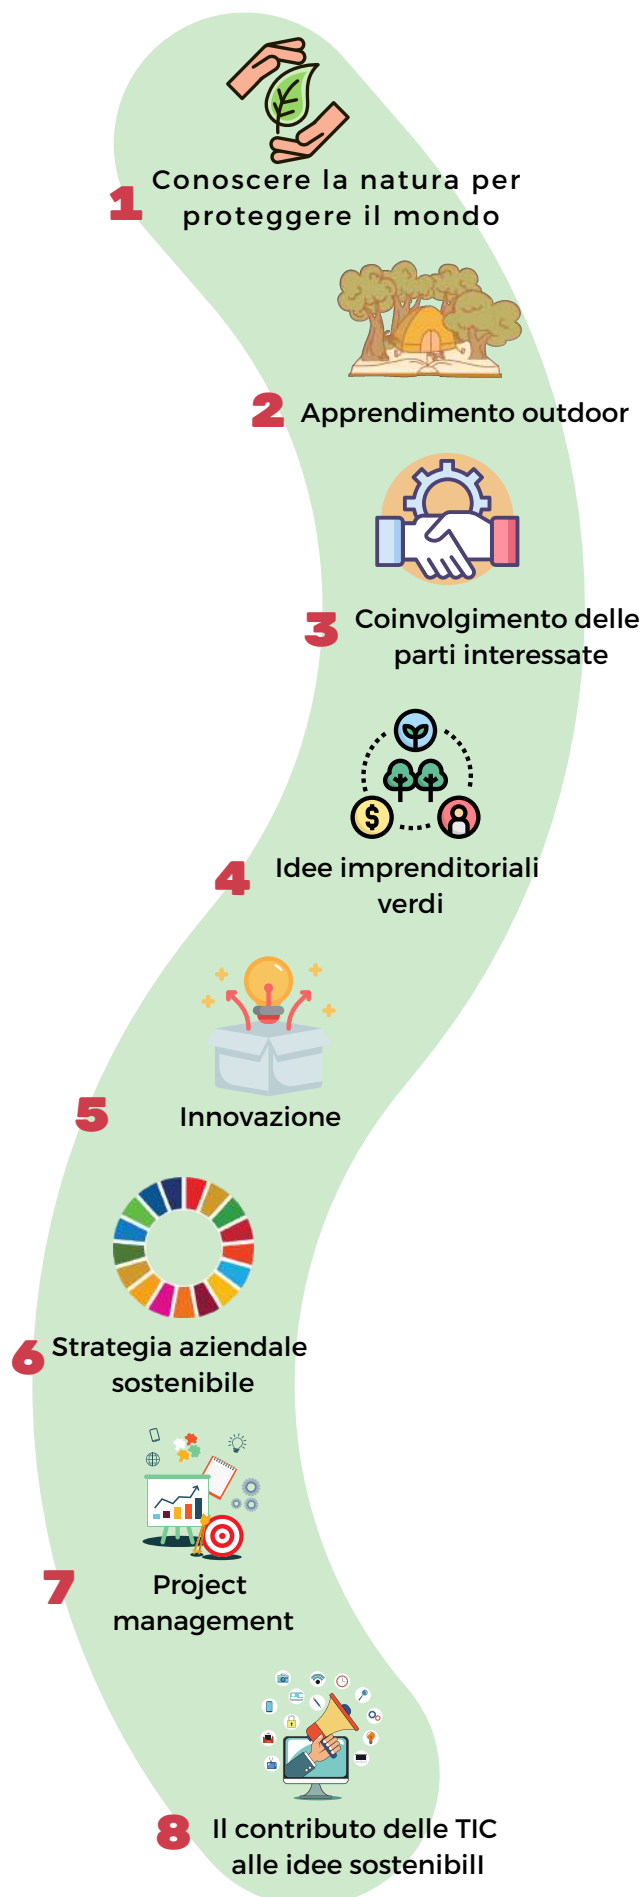 1 Conoscere la natura per
proteggere il mondo
2 Apprendimento outdoor
3 Coinvolgimento delle
parti interessate
$
4 Idee imprenditoriali
verdi
5 Innovazione
6 Strategia aziendale
sostenibile
7 Project
management
8 Il contributo delle TIC
alle idee sostenibilI